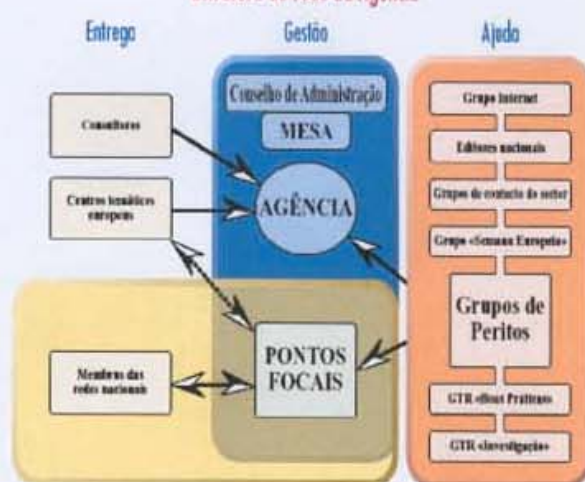 Entrega
Gestão
Ajuda
Consultores
Centros temáticos
europeus
Membros das
redes nacionais
Conselho de Administração
MESA
AGÊNCIA
PONTOS
FOCAIS
Grupo Internet
Editores nacionais
Grupos de contacto do sector
Grupo «Semana Europeia»
Grupos de
Peritos
GTR «Boas Práticas»
GTR «Investigação»